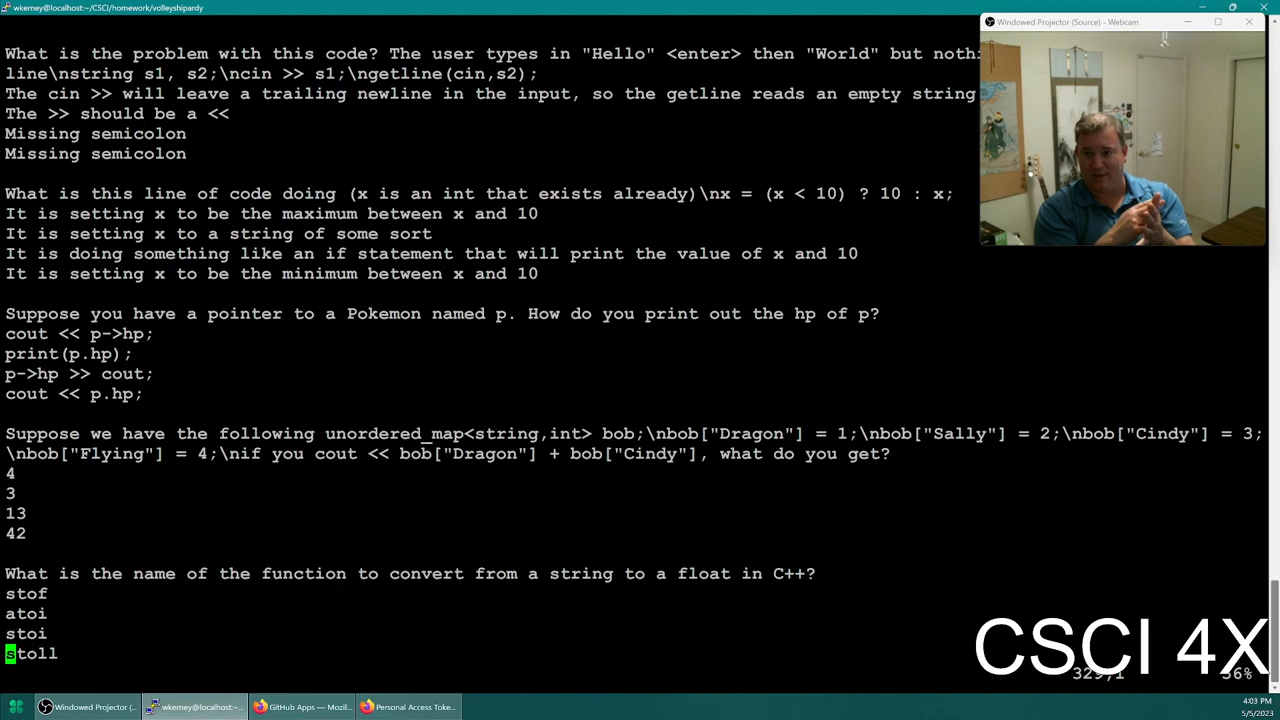 wkerney@localhost:~/CSCI/homework/volleyshipardy
Windowed Projector (Source) - Webcam
What is the problem with this code? The user types in "Hello" <enter> then "World" but nothi
line\nstring s1, s2;\ncin >> s1;\ngetline(cin,s2);
The cin >> will leave a trailing newline in the input, so the getline reads an empty string
The >> should be a <<
Missing semicolon
Missing semicolon
What is this line of code doing (x is an int that exists already)\nx = (x < 10) ? 10 : x;
It is setting x to be the maximum between x and 10
It is setting x to a string of some sort
It is doing something like an if statement that will print the value of x and 10
It is setting x to be the minimum between x and 10
Suppose you have a pointer to a Pokemon named p. How do you print out the hp of p?
cout << p->hp;
print(p.hp);
p->hp >> cout;
cout << p.hp;
Suppose we have the following unordered_map<string,int> bob;\nbob["Dragon"] = 1;\nbob["Sally"] = 2;\nbob["Cindy"] = 3;
\nbob["Flying"] = 4;\nif you cout << bob["Dragon"] + bob["Cindy"], what do you get?
4
3
13
42
What is the name of the function to convert from a string to a float in C++?
stof
atoi
stoi
stoll
CSCI 4X
329,1 36%
Windowed Projector (... wkerney@localhost:~... GitHub Apps — Mozil... Personal Access Toke...
4:03 PM
5/5/2023